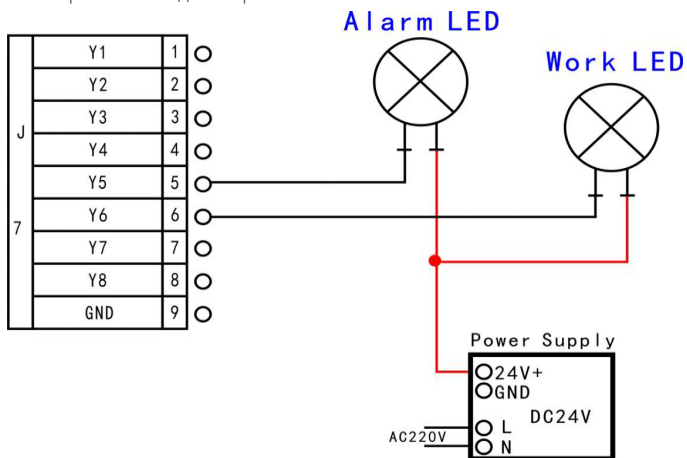 Alarm LED
Work LED
J7
Y1 1
Y2 2
Y3 3
Y4 4
Y5 5
Y6 6
Y7 7
Y8 8
GND 9
Power Supply
24V+
GND
DC24V
AC220V
L
N